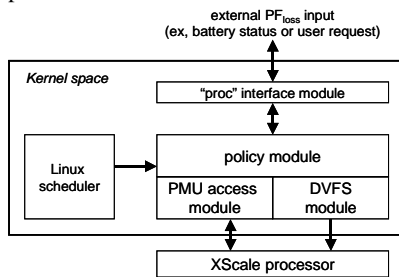 external PFloss input
(ex, battery status or user request)
Kernel space
"proc" interface module
Linux
scheduler
policy module
PMU access
module
DVFS
module
XScale processor